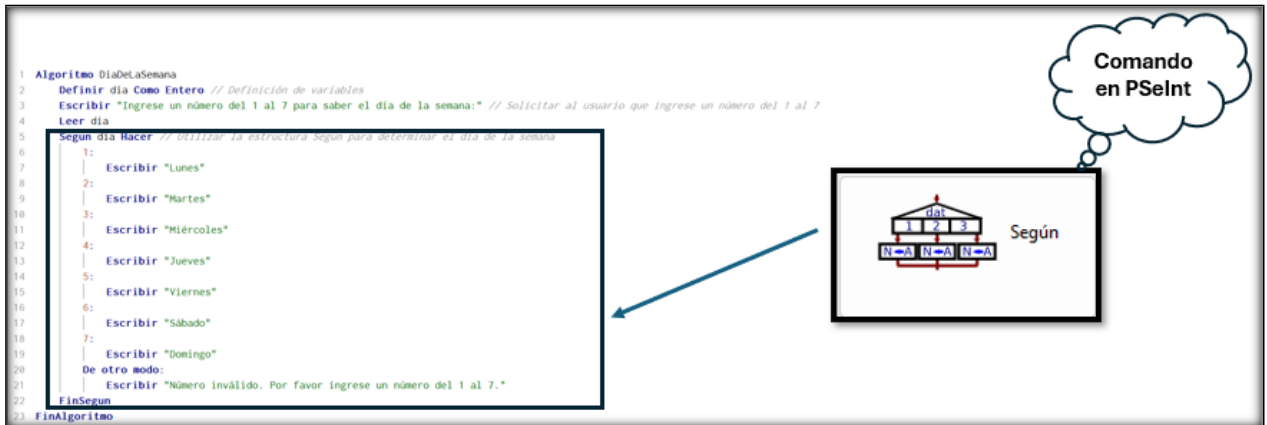 Comando
en PSeInt
1 Algoritmo DiaDeLaSemana
2 Definir dia Como Entero // Definición de variables
3 Escribir "Ingrese un número del 1 al 7 para saber el día de la semana:" // Solicitar al usuario que ingrese un número del 1 al 7
4 Leer dia
5 Segun dia Hacer // Utilizar la estructura Segun para determinar el día de la semana
6 1:
7 Escribir "Lunes"
8 2:
9 Escribir "Martes"
10 3:
11 Escribir "Miércoles"
12 4:
13 Escribir "Jueves"
14 5:
15 Escribir "Viernes"
16 6:
17 Escribir "Sábado"
18 7:
19 Escribir "Domingo"
20 De otro modo:
21 Escribir "Número inválido. Por favor ingrese un número del 1 al 7."
22 FinSegun
23 FinAlgoritmo
dat
1 2 3
N A N A N A
Según